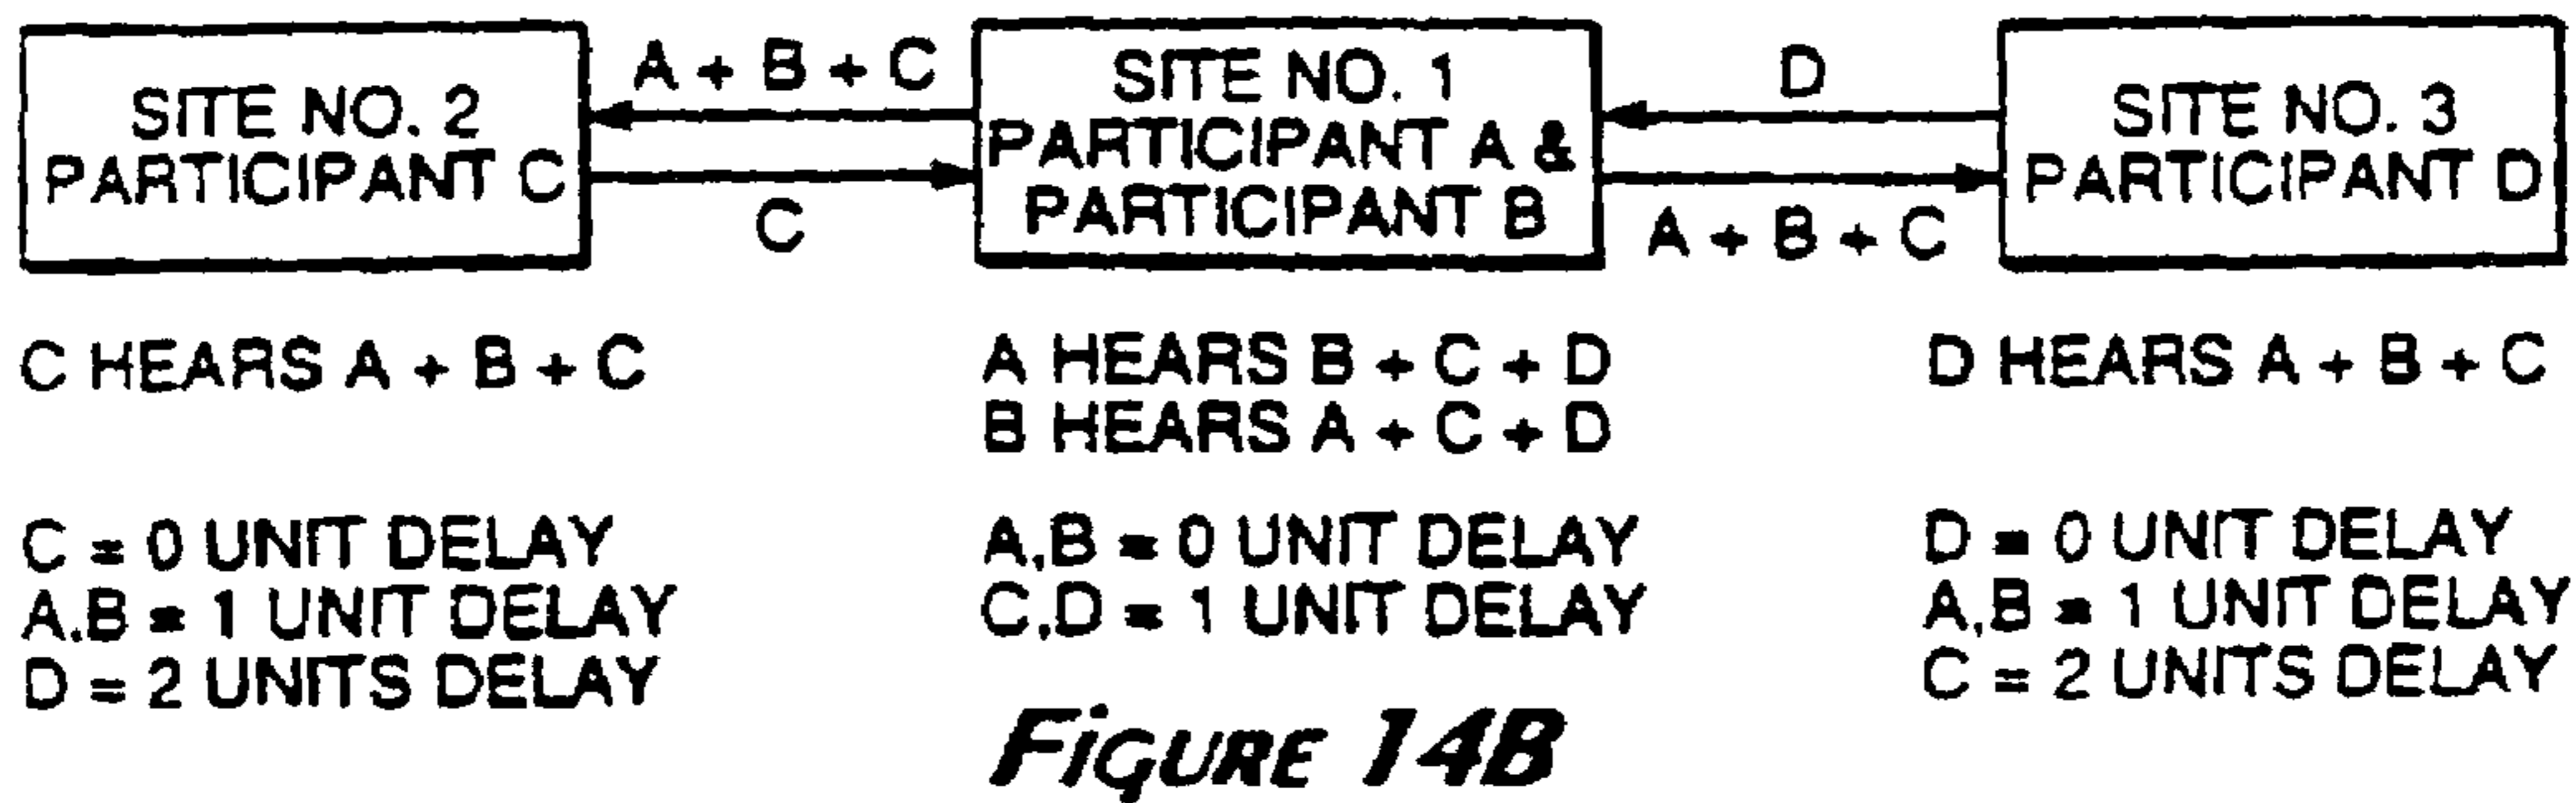 SITE NO. 2
PARTICIPANT C
A + B + C
C
SITE NO. 1
PARTICIPANT A &
PARTICIPANT B
D
A + B + C
SITE NO. 3
PARTICIPANT D
C HEARS A + B + C
A HEARS B + C + D
B HEARS A + C + D
D HEARS A + B + C
C = 0 UNIT DELAY
A,B = 1 UNIT DELAY
D = 2 UNITS DELAY
A,B = 0 UNIT DELAY
C,D = 1 UNIT DELAY
D = 0 UNIT DELAY
A,B = 1 UNIT DELAY
C = 2 UNITS DELAY
FIGURE 14B